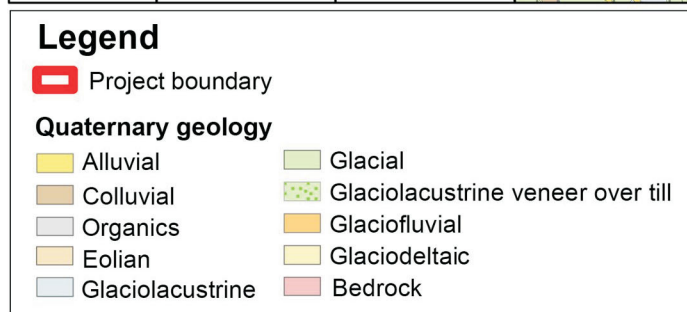 Legend
Project boundary
Quaternary geology
Alluvial
Colluvial
Organics
Eolian
Glaciolacustrine
Glacial
Glaciolacustrine veneer over till
Glaciofluvial
Glaciodeltaic
Bedrock